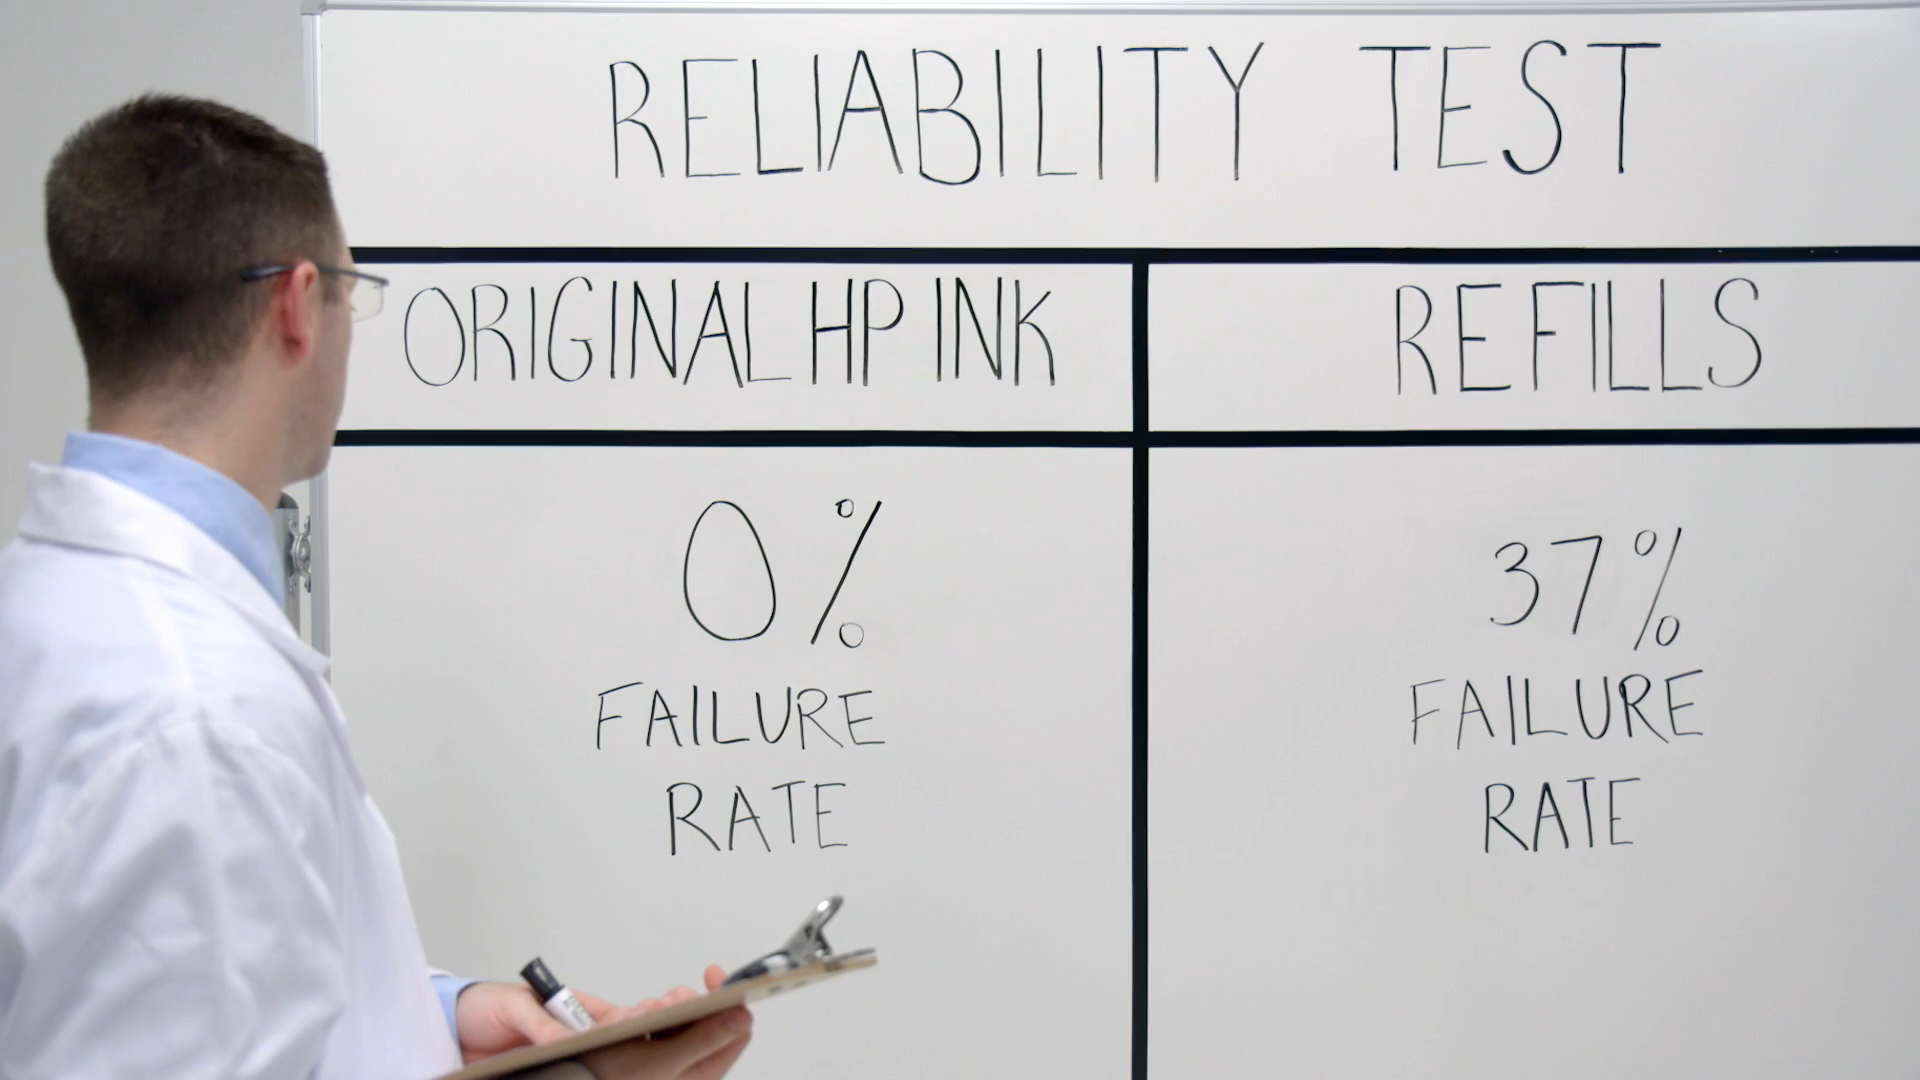 RELIABILITY TEST
ORIGINAL HP INK
REFILLS
0%
FAILURE
RATE
37%
FAILURE
RATE